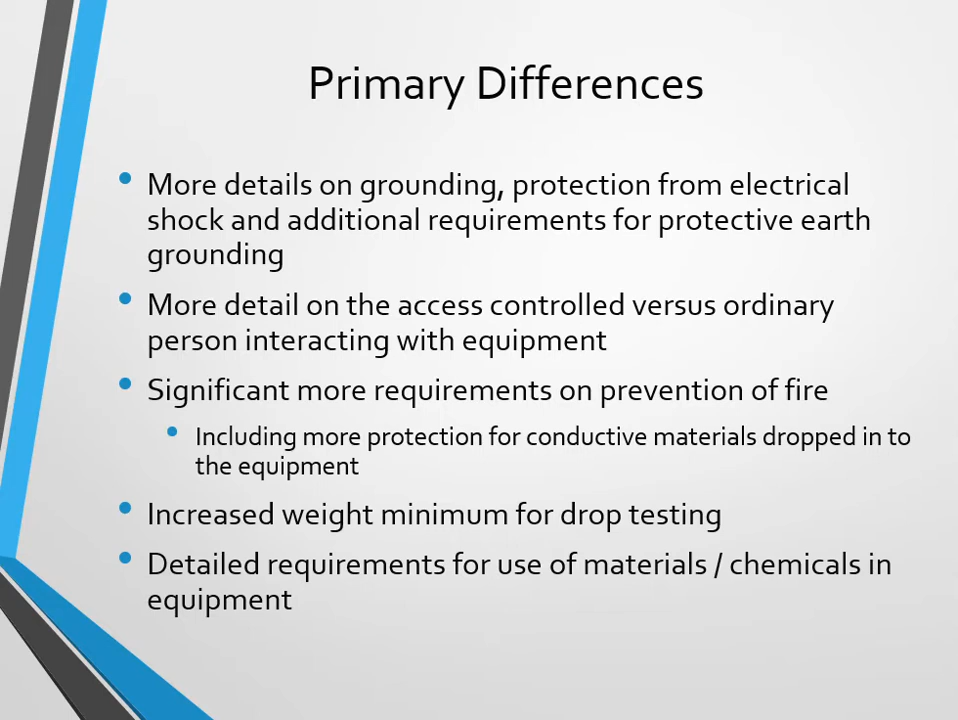 Primary Differences
More details on grounding, protection from electrical
shock and additional requirements for protective earth
grounding
More detail on the access controlled versus ordinary
person interacting with equipment
Significant more requirements on prevention of fire
Including more protection for conductive materials dropped in to
the equipment
Increased weight minimum for drop testing
Detailed requirements for use of materials / chemicals in
equipment